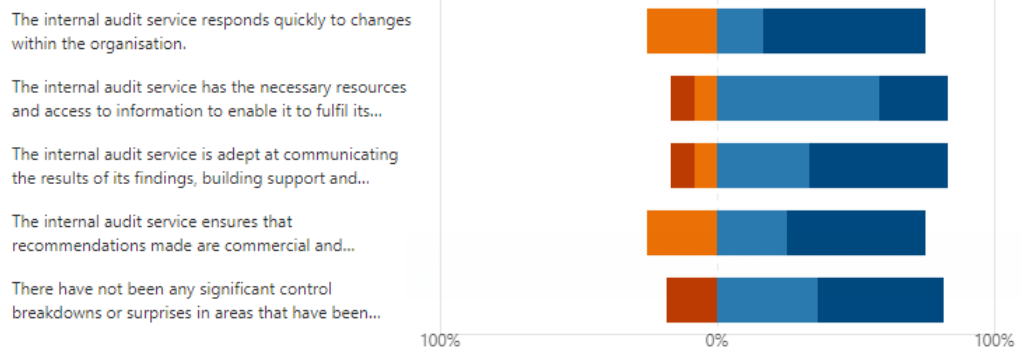 The internal audit service responds quickly to changes
within the organisation.
The internal audit service has the necessary resources
and access to information to enable it to fulfil its...
The internal audit service is adept at communicating
the results of its findings, building support and...
The internal audit service ensures that
recommendations made are commercial and...
There have not been any significant control
breakdowns or surprises in areas that have been...
100% 0% 100%